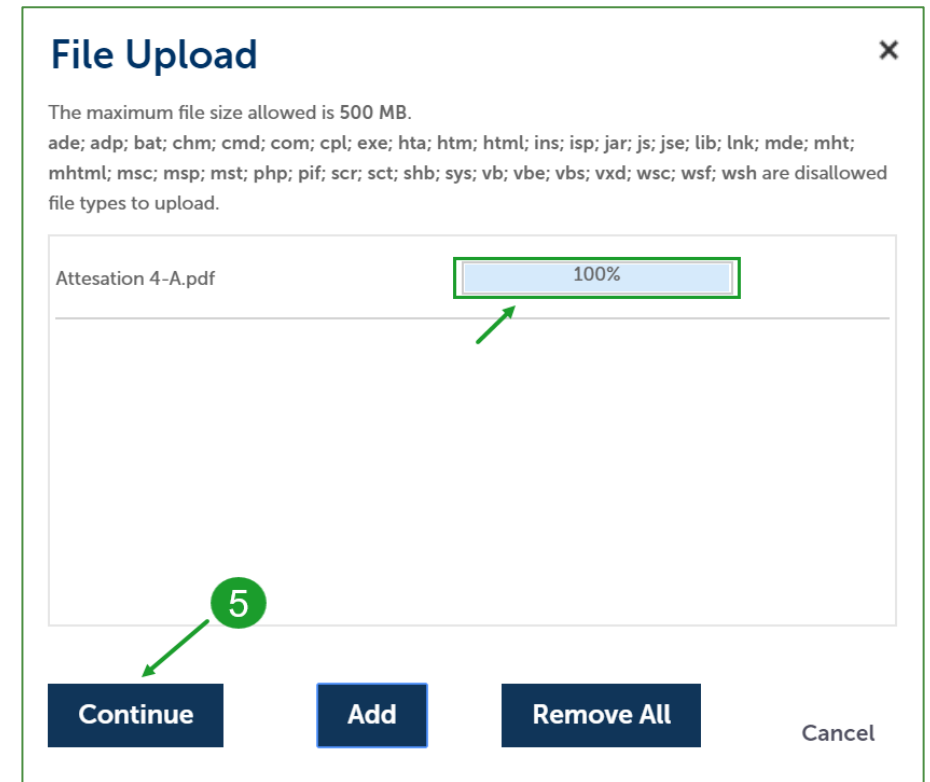 File Upload
×
The maximum file size allowed is 500 MB.
ade; adp; bat; chm; cmd; com; cpl; exe; hta; htm; html; ins; isp; jar; js; jse; lib; lnk; mde; mht;
mhtml; msc; msp; mst; php; pif; scr; sct; shb; sys; vb; vbe; vbs; vxd; wsc; wsf; wsh are disallowed
file types to upload.
Attesation 4-A.pdf 100%
5
Continue Add Remove All Cancel